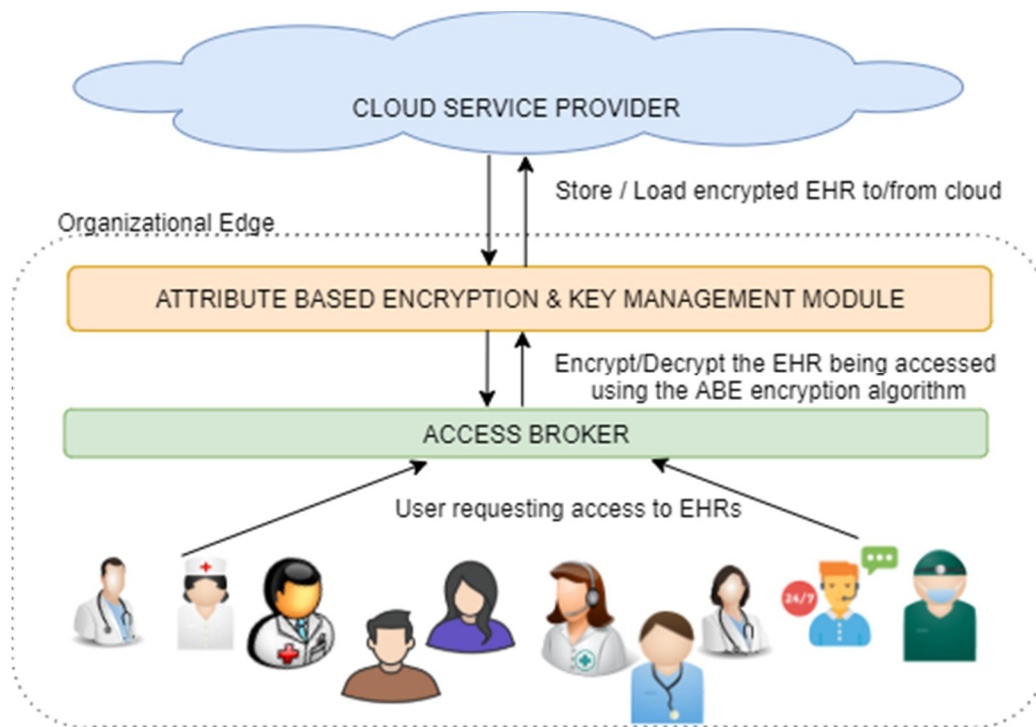 CLOUD SERVICE PROVIDER
Store / Load encrypted EHR to/from cloud
Organizational Edge
ATTRIBUTE BASED ENCRYPTION & KEY MANAGEMENT MODULE
Encrypt/Decrypt the EHR being accessed
using the ABE encryption algorithm
ACCESS BROKER
User requesting access to EHRs
24/7